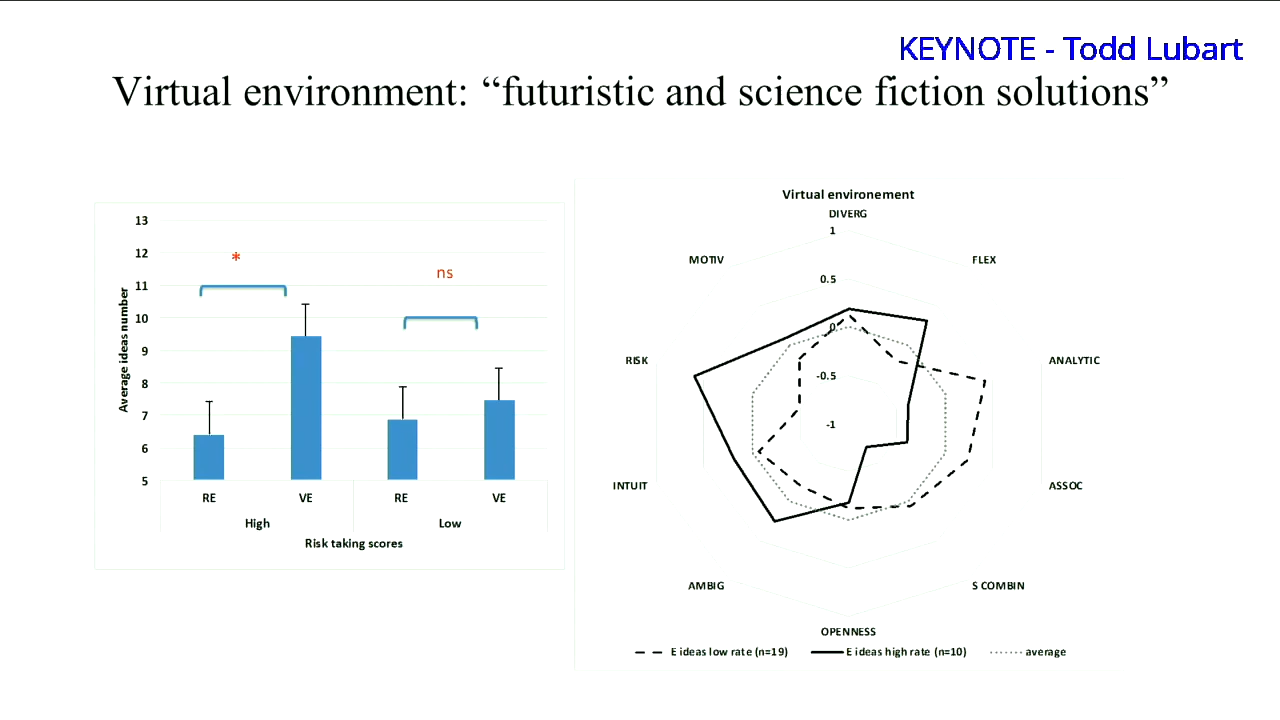 KEYNOTE - Todd Lubart
Virtual environment: “futuristic and science fiction solutions”
13
12
11
10
9
8
7
6
5
Average ideas number
*
ns
RE
VE
RE
VE
High
Low
Risk taking scores
Virtual environement
DIVERG
1
0.5
0
-0.5
-1
MOTIV
FLEX
RISK
ANALYTIC
INTUIT
ASSOC
AMBIG
S COMBIN
OPENNESS
E ideas low rate (n=19)
E ideas high rate (n=10)
average